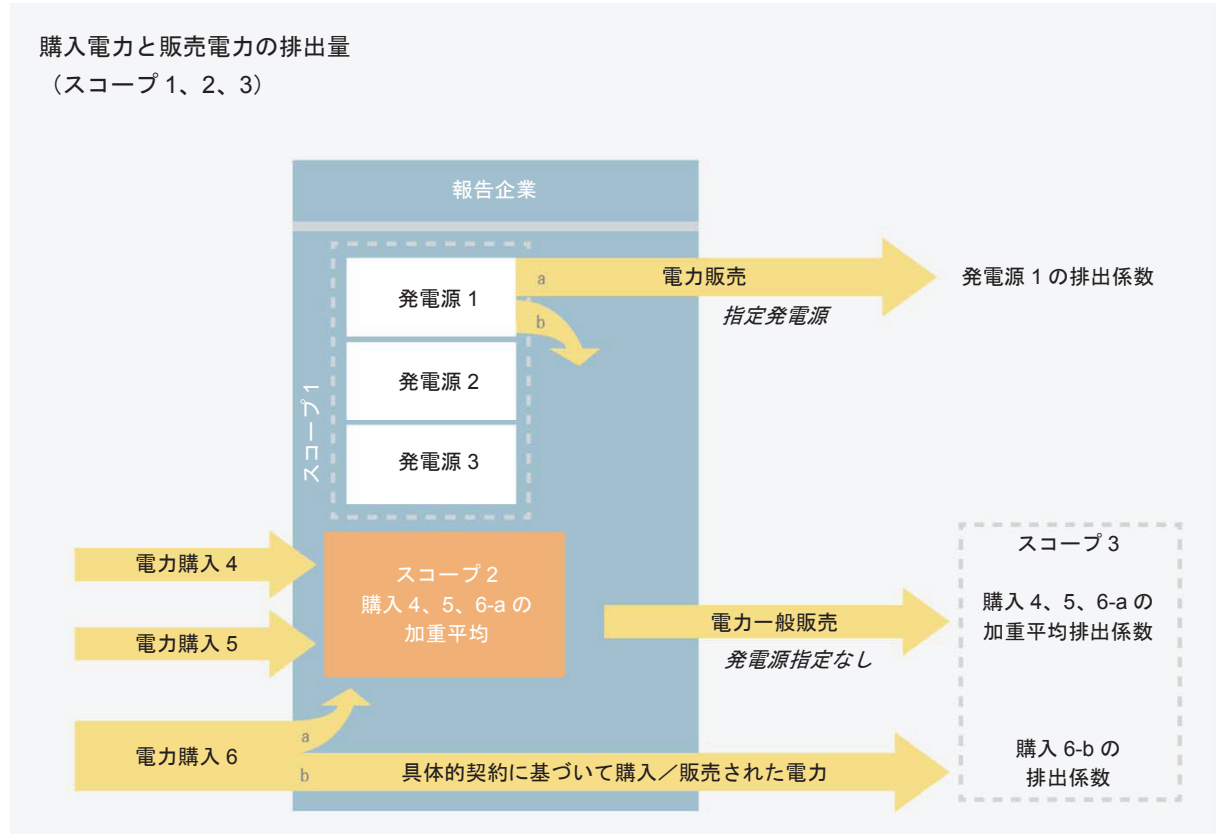 購入電力と販売電力の排出量
（スコープ 1、2、3）
報告企業
スコープ 1
発電源 1
a
b
電力販売
指定発電源
発電源 1 の排出係数
発電源 2
発電源 3
電力購入 4
電力購入 5
電力購入 6
スコープ 2
購入 4、5、6-a の
加重平均
電力一般販売
発電源指定なし
スコープ 3
購入 4、5、6-a の
加重平均排出係数
a
b
具体的契約に基づいて購入／販売された電力
購入 6-b の
排出係数